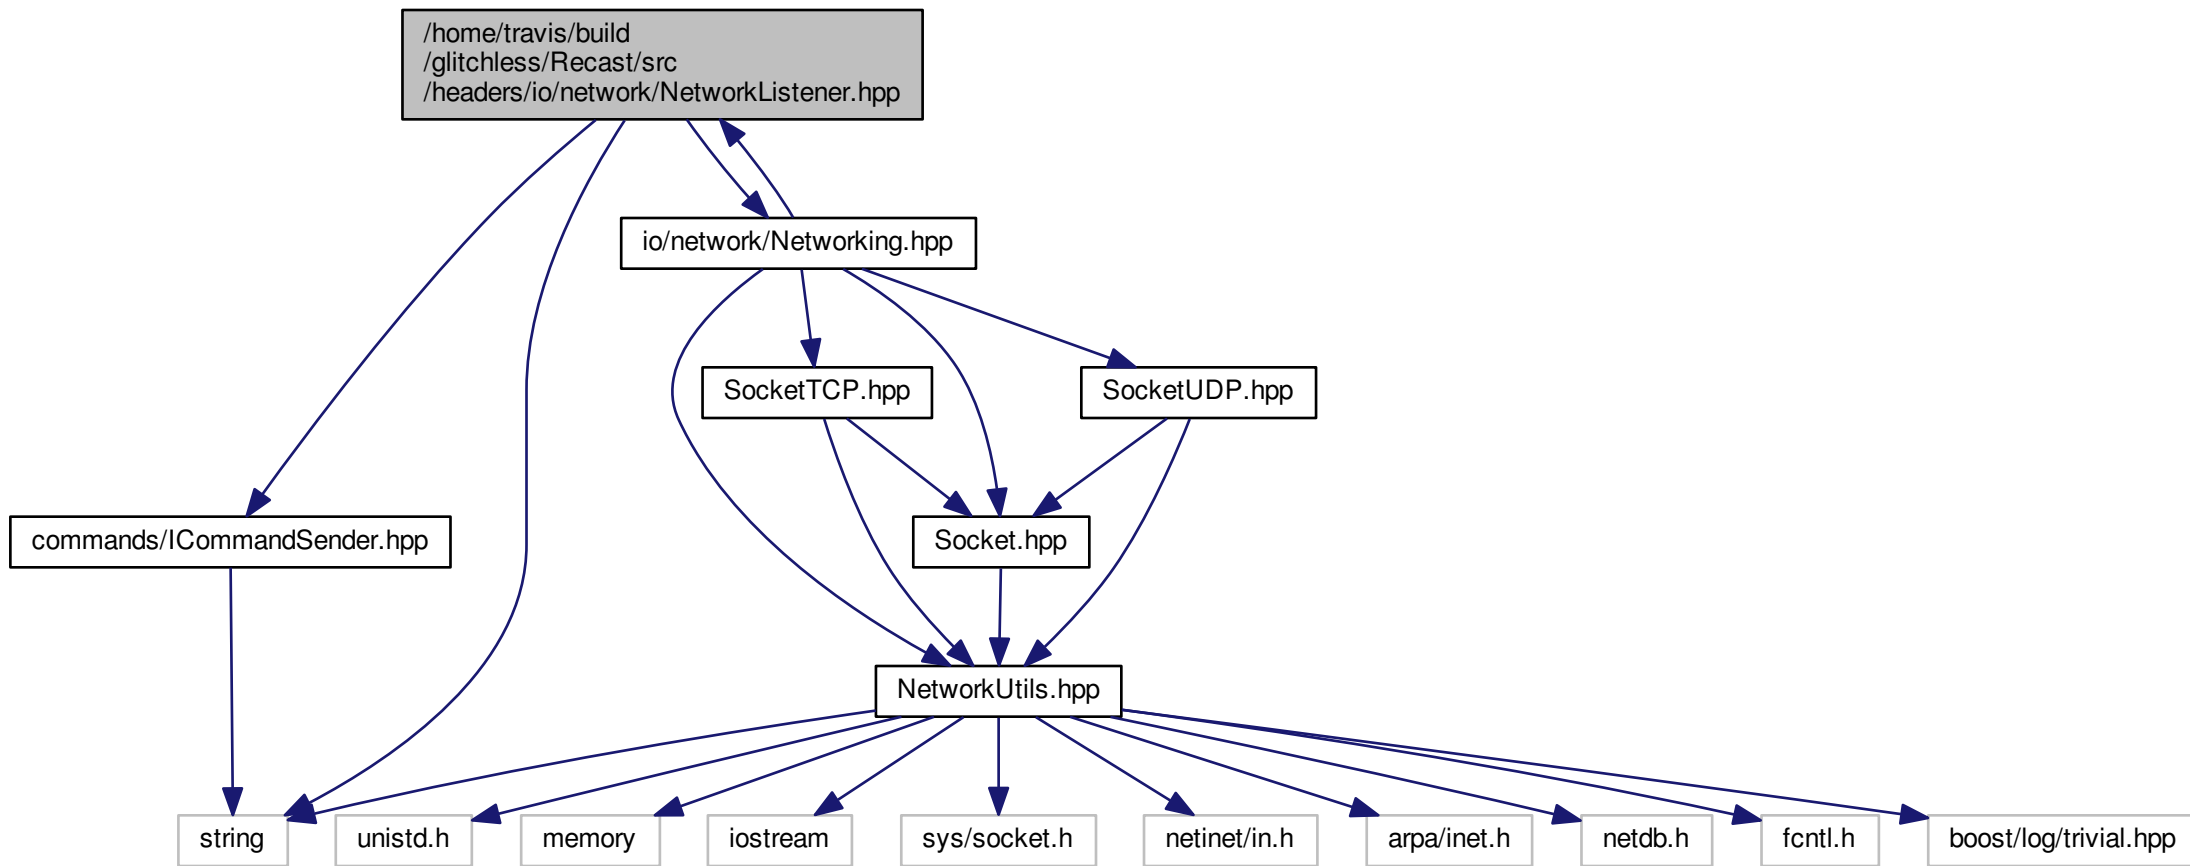 /home/travis/build
/glitchless/Recast/src
/headers/io/network/NetworkListener.hpp
io/network/Networking.hpp
SocketTCP.hpp
SocketUDP.hpp
commands/ICommandSender.hpp
Socket.hpp
NetworkUtils.hpp
string
unistd.h
memory
iostream
sys/socket.h
netinet/in.h
arpa/inet.h
netdb.h
fcntl.h
boost/log/trivial.hpp